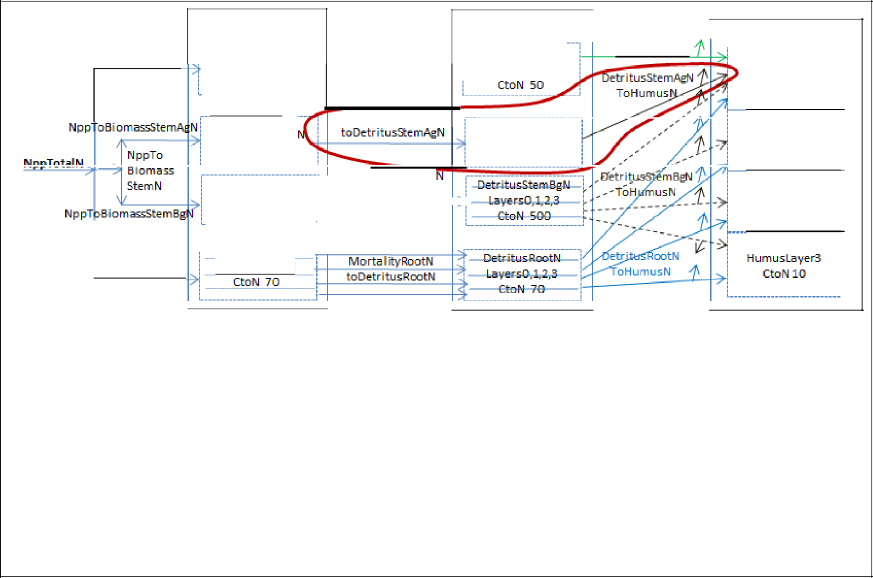 CtoN 50
DetritusStemAgN
ToHumusN
NppToBiomassStemAgN
N
toDetritusStemAgN
NppTotalN
NppTo
Biomass
StemN
N
DetritusStemBgN
Layers0,1,2,3
CtoN 500
DetritusStemBgN
ToHumusN
NppToBiomassStemBgN
MortalityRootN
toDetritusRootN
CtoN 70
DetritusRootN
Layers0,1,2,3
CtoN 70
DetritusRootN
ToHumusN
HumusLayer3
CtoN 10